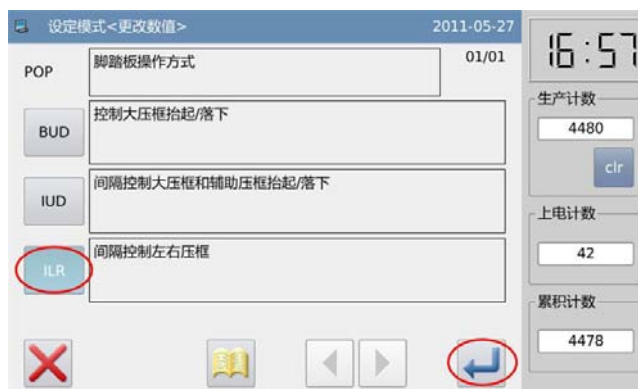 设定模式<更改数值>
2011-05-27
POP
脚踏板操作方式
01/01
BUD
控制大压框抬起/落下
IUD
间隔控制大压框和辅助压框抬起/落下
ILR
间隔控制左右压框
16:57
生产计数
4480
clr
上电计数
42
累积计数
4478